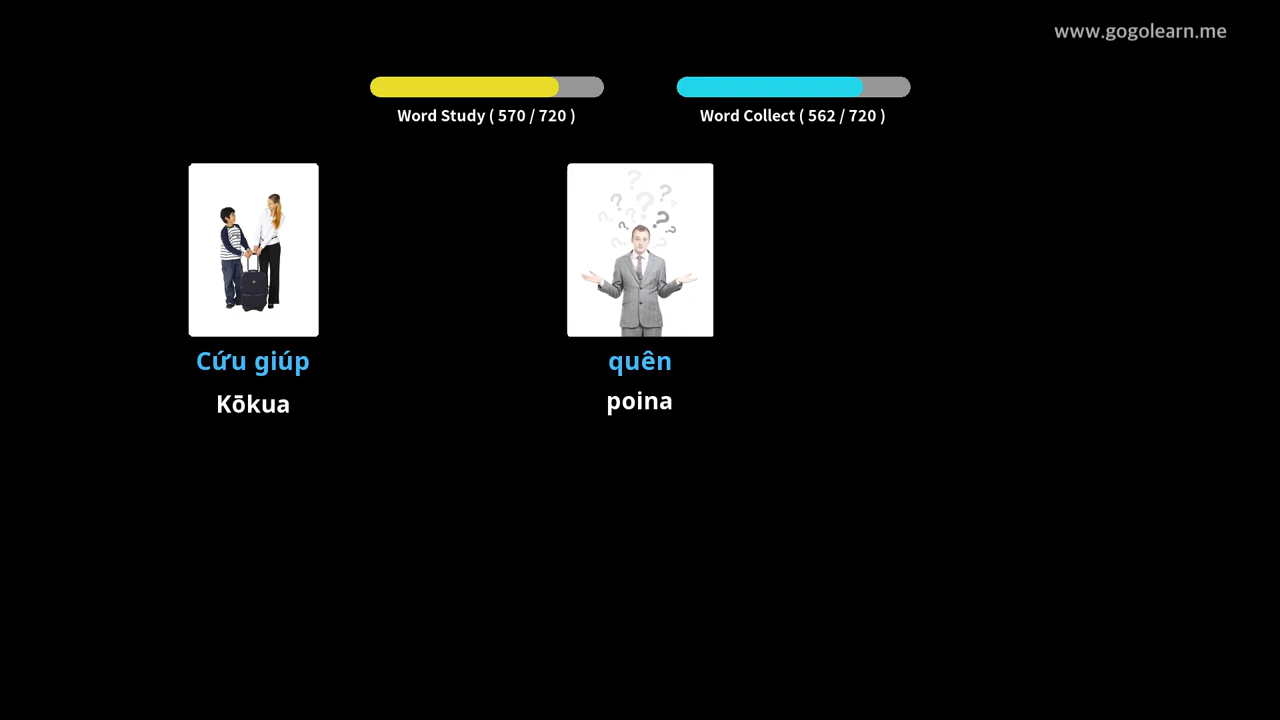 www.gogolearn.me
Word Study ( 570 / 720 )
Word Collect ( 562 / 720 )
Cứu giúp
Kōkua
quên
poina